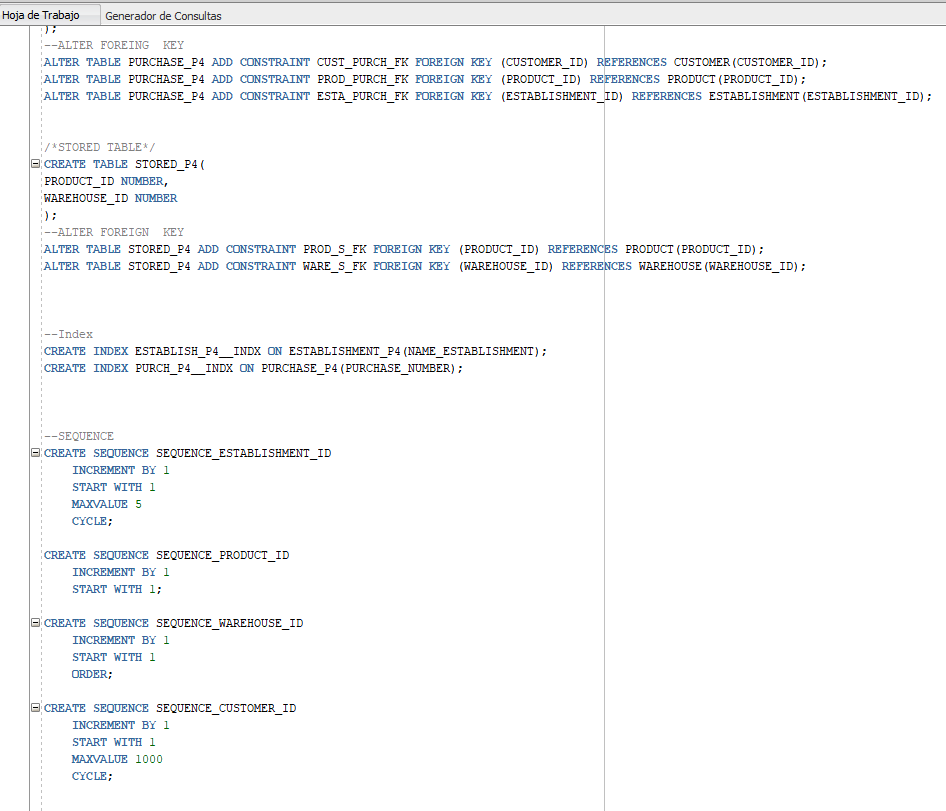 Hoja de Trabajo Generador de Consultas
);
--ALTER FOREING  KEY
ALTER TABLE PURCHASE_P4 ADD CONSTRAINT CUST_PURCH_FK FOREIGN KEY (CUSTOMER_ID) REFERENCES CUSTOMER(CUSTOMER_ID);
ALTER TABLE PURCHASE_P4 ADD CONSTRAINT PROD_PURCH_FK FOREIGN KEY (PRODUCT_ID) REFERENCES PRODUCT(PRODUCT_ID);
ALTER TABLE PURCHASE_P4 ADD CONSTRAINT ESTA_PURCH_FK FOREIGN KEY (ESTABLISHMENT_ID) REFERENCES ESTABLISHMENT(ESTABLISHMENT_ID);
/*STORED TABLE*/
CREATE TABLE STORED_P4(
PRODUCT_ID NUMBER,
WAREHOUSE_ID NUMBER
);
--ALTER FOREIGN  KEY
ALTER TABLE STORED_P4 ADD CONSTRAINT PROD_S_FK FOREIGN KEY (PRODUCT_ID) REFERENCES PRODUCT(PRODUCT_ID);
ALTER TABLE STORED_P4 ADD CONSTRAINT WARE_S_FK FOREIGN KEY (WAREHOUSE_ID) REFERENCES WAREHOUSE(WAREHOUSE_ID);
--Index
CREATE INDEX ESTABLISH_P4__INDX ON ESTABLISHMENT_P4(NAME_ESTABLISHMENT);
CREATE INDEX PURCH_P4__INDX ON PURCHASE_P4(PURCHASE_NUMBER);
--SEQUENCE
CREATE SEQUENCE SEQUENCE_ESTABLISHMENT_ID
INCREMENT BY 1
START WITH 1
MAXVALUE 5
CYCLE;
CREATE SEQUENCE SEQUENCE_PRODUCT_ID
INCREMENT BY 1
START WITH 1;
CREATE SEQUENCE SEQUENCE_WAREHOUSE_ID
INCREMENT BY 1
START WITH 1
ORDER;
CREATE SEQUENCE SEQUENCE_CUSTOMER_ID
INCREMENT BY 1
START WITH 1
MAXVALUE 1000
CYCLE;